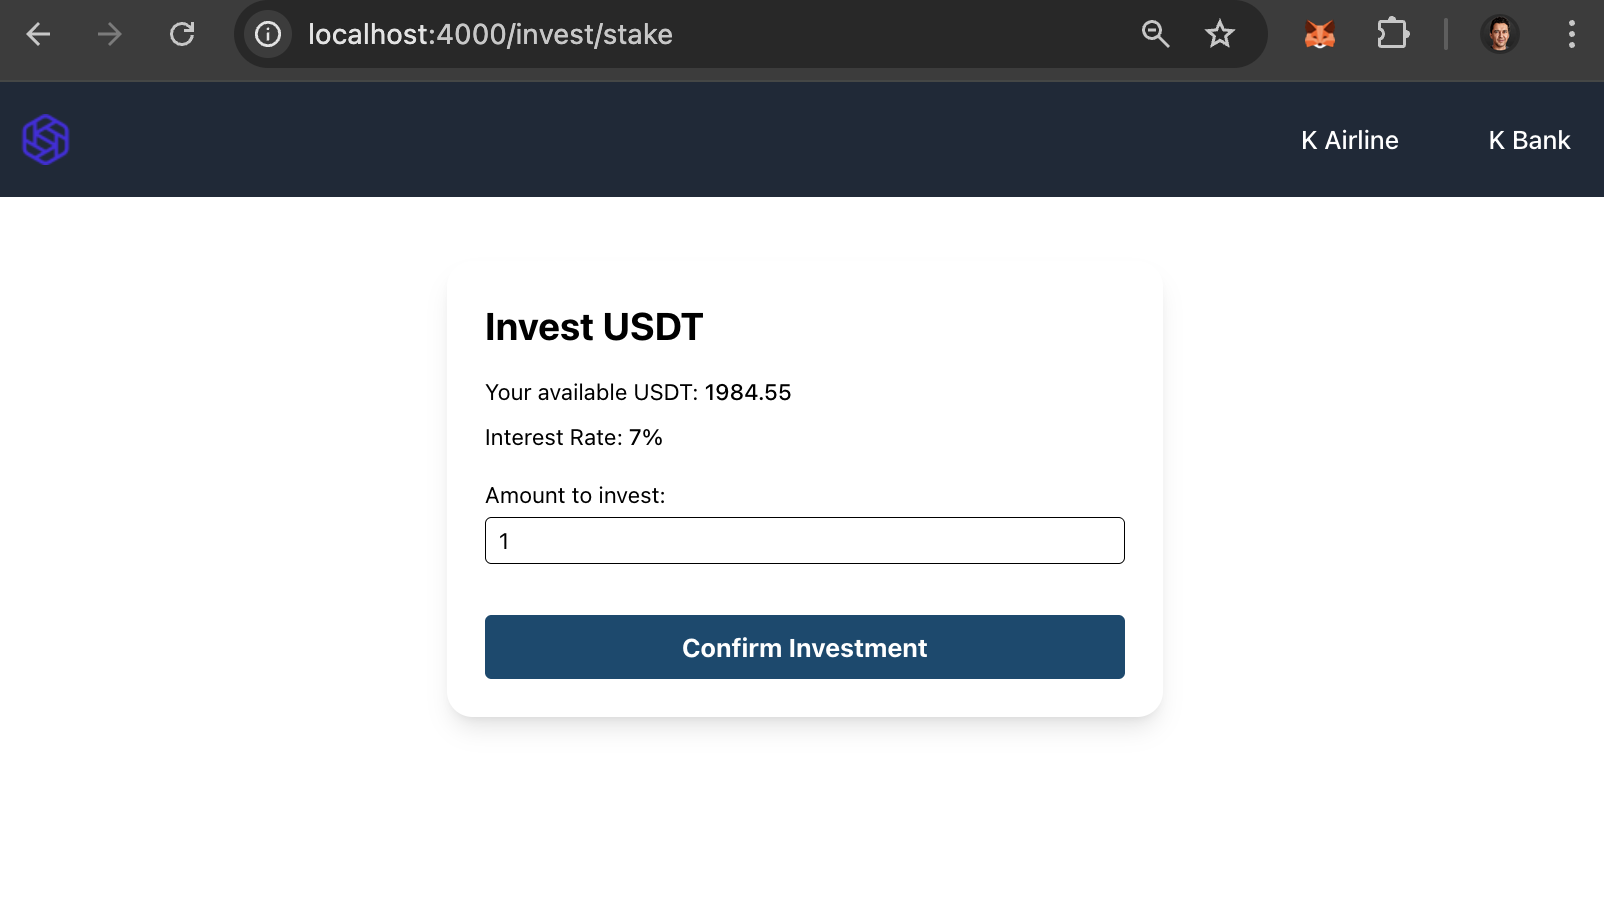 localhost:4000/invest/stake
K Airline K Bank
Invest USDT
Your available USDT: 1984.55
Interest Rate: 7%
Amount to invest:
1
Confirm Investment